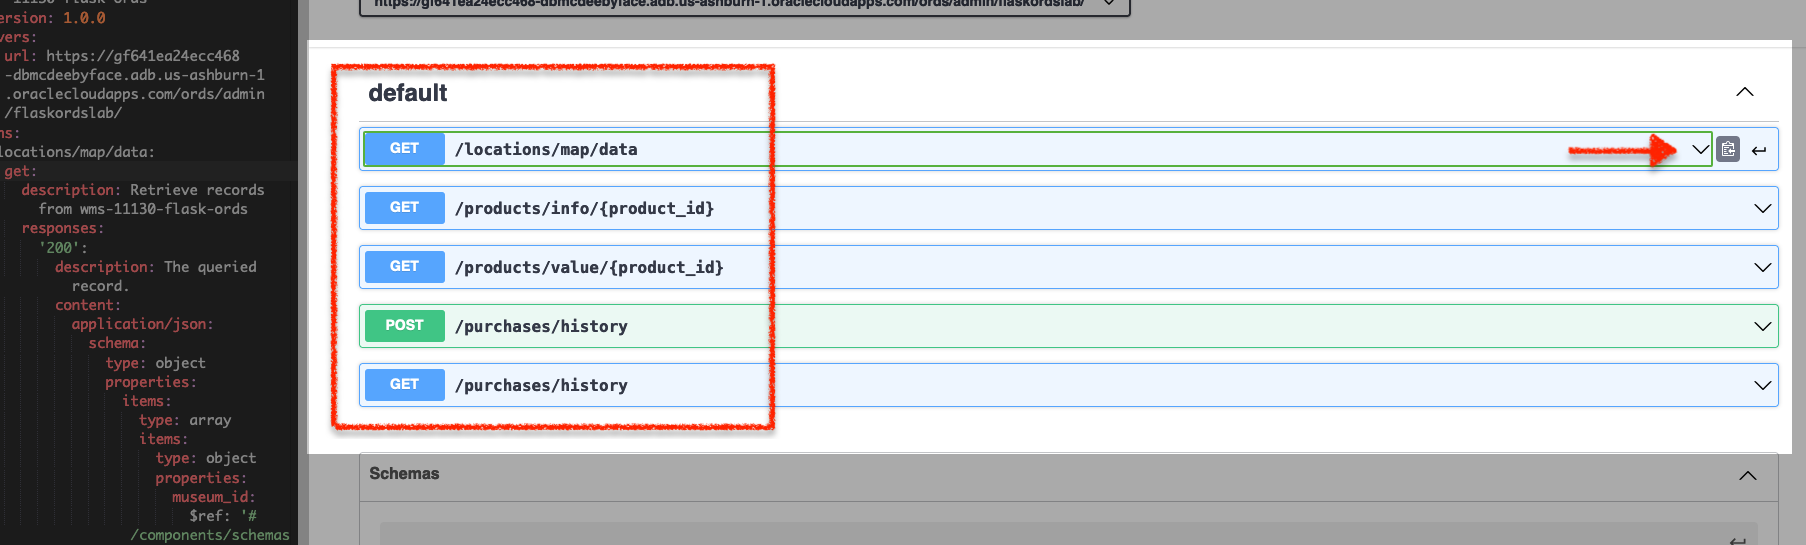 -11130-flask-ords
ersion: 1.0.0
vers:
url: https://gf641ea24ecc468
-dbmcdeebyface.adb.us-ashburn-1
.oraclecloudapps.com/ords/admin
/flaskordslab/
hs:
locations/map/data:
get:
description: Retrieve records
from wms-11130-flask-ords
responses:
'200':
description: The queried
record.
content:
application/json:
schema:
type: object
properties:
items:
type: array
items:
type: object
properties:
museum_id:
$ref: '#
/components/schemas
https://gf641ea24ecc468-dbmcdeebyface.adb.us-ashburn-1.oraclecloudapps.com/ords/admin/flaskordslab/
default
GET /locations/map/data
GET /products/info/{product_id}
GET /products/value/{product_id}
POST /purchases/history
GET /purchases/history
Schemas